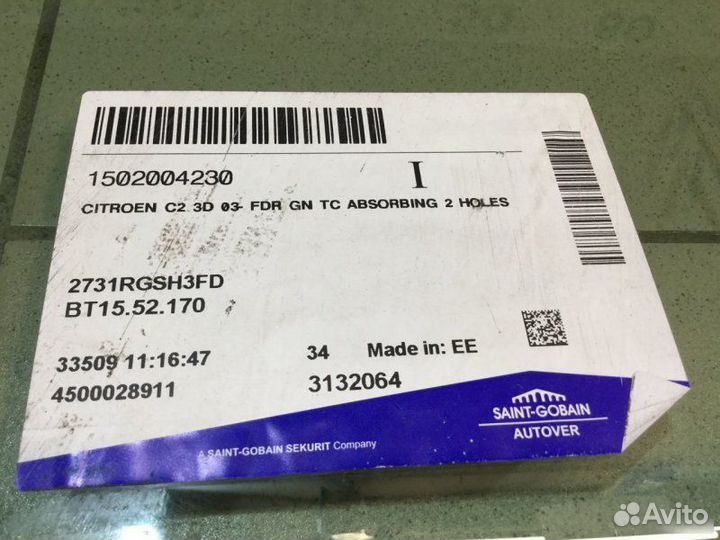 1502004230 I
CITROEN C2 3D 03- FDR GN TC ABSORBING 2 HOLES
2731RGSH3FD
BT15.52.170
33509 11:16:47 34 Made in: EE
4500028911 3132064
SAINT-GOBAIN
AUTOVER
A SAINT-GOBAIN SEKURIT Company
Avito